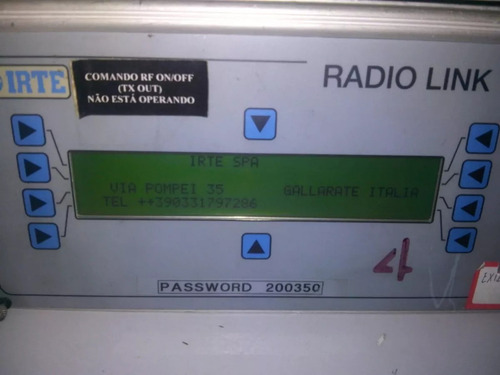 IRTE
COMANDO RF ON/OFF
(TX OUT)
NÃO ESTÁ OPERANDO
RADIO LINK
IRTE SPA
VIA POMPEI 35 GALLARATE ITALIA
TEL ++390331797286
PASSWORD 200350